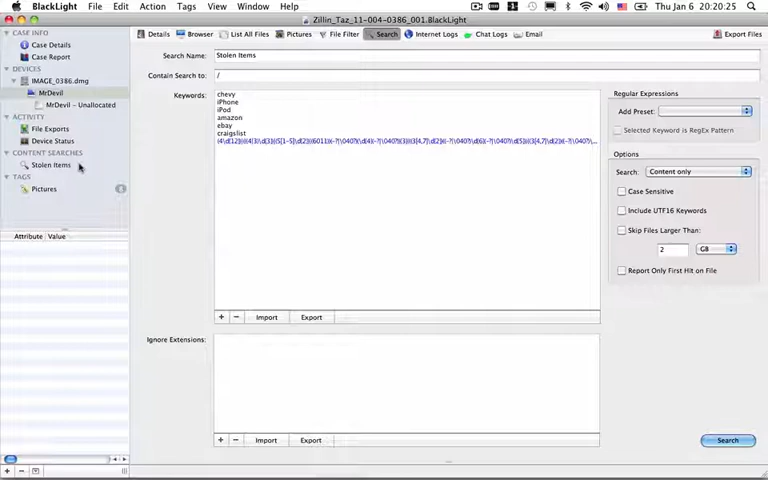 BlackLight File Edit Action Tags View Window Help Thu Jan 6 20:20:25
Zillin_Taz_11-004-0386_001.BlackLight
CASE INFO
Case Details
Case Report
DEVICES
IMAGE_0386.dmg
MrDevil
MrDevil - Unallocated
ACTIVITY
File Exports
Device Status
CONTENT SEARCHES
Stolen Items
TAGS
Pictures
Attribute Value
Details Browser List All Files Pictures File Filter Search Internet Logs Chat Logs Email Export Files
Search Name: Stolen Items
Contain Search to: /
Keywords:
chevy
iPhone
iPod
amazon
ebay
craigslist
+ − Import Export
Ignore Extensions:
+ − Import Export
Regular Expressions
Add Preset:
Selected Keyword is RegEx Pattern
Options
Search: Content only
Case Sensitive
Include UTF16 Keywords
Skip Files Larger Than:
2 GB
Report Only First Hit on File
Search